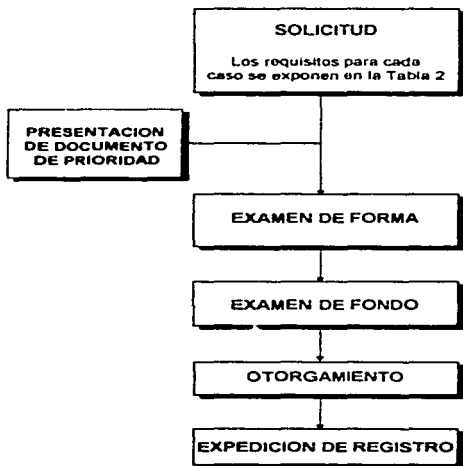 SOLICITUD
Los requisitos para cada
caso se exponen en la Tabla 2
PRESENTACION
DE DOCUMENTO
DE PRIORIDAD
EXAMEN DE FORMA
EXAMEN DE FONDO
OTORGAMIENTO
EXPEDICION DE REGISTRO